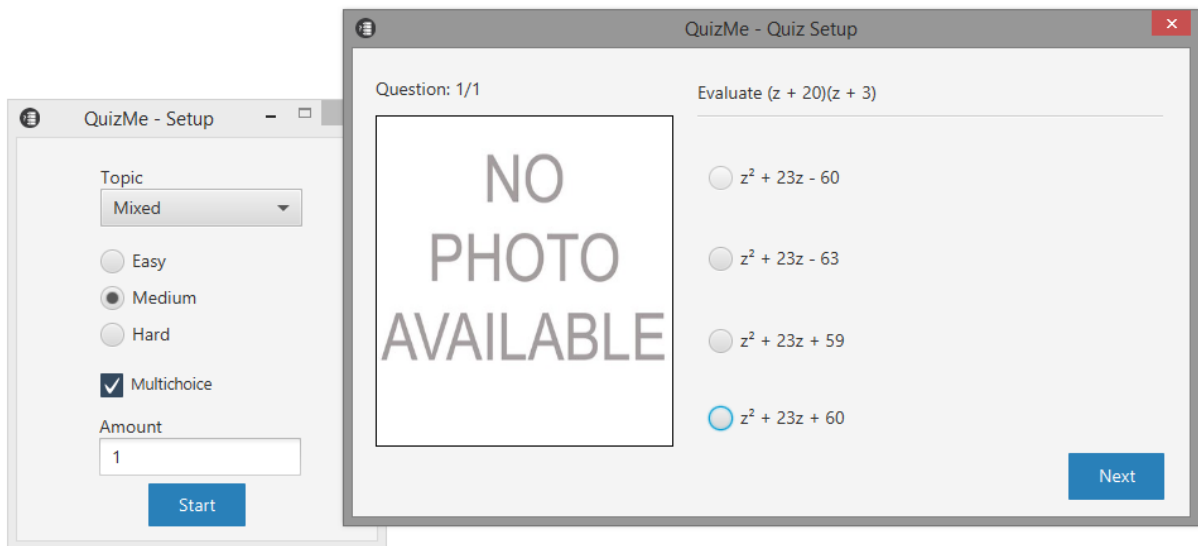 QuizMe - Setup
Topic
Mixed
Easy
Medium
Hard
Multichoice
Amount
1
Start
QuizMe - Quiz Setup
Question: 1/1
NO
PHOTO
AVAILABLE
Evaluate (z + 20)(z + 3)
z² + 23z - 60
z² + 23z - 63
z² + 23z + 59
z² + 23z + 60
Next